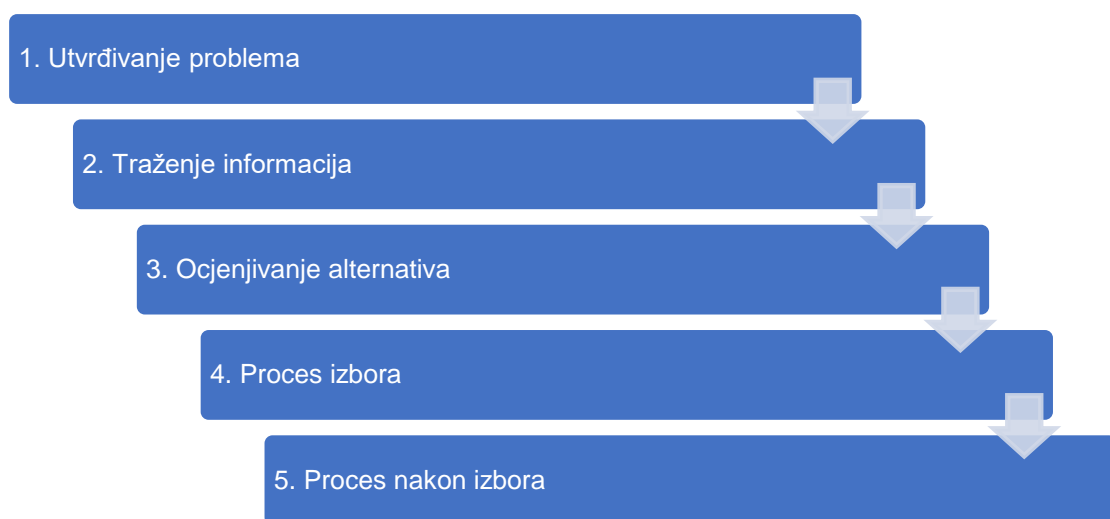 1. Utvrđivanje problema
2. Traženje informacija
3. Ocjenjivanje alternativa
4. Proces izbora
5. Proces nakon izbora